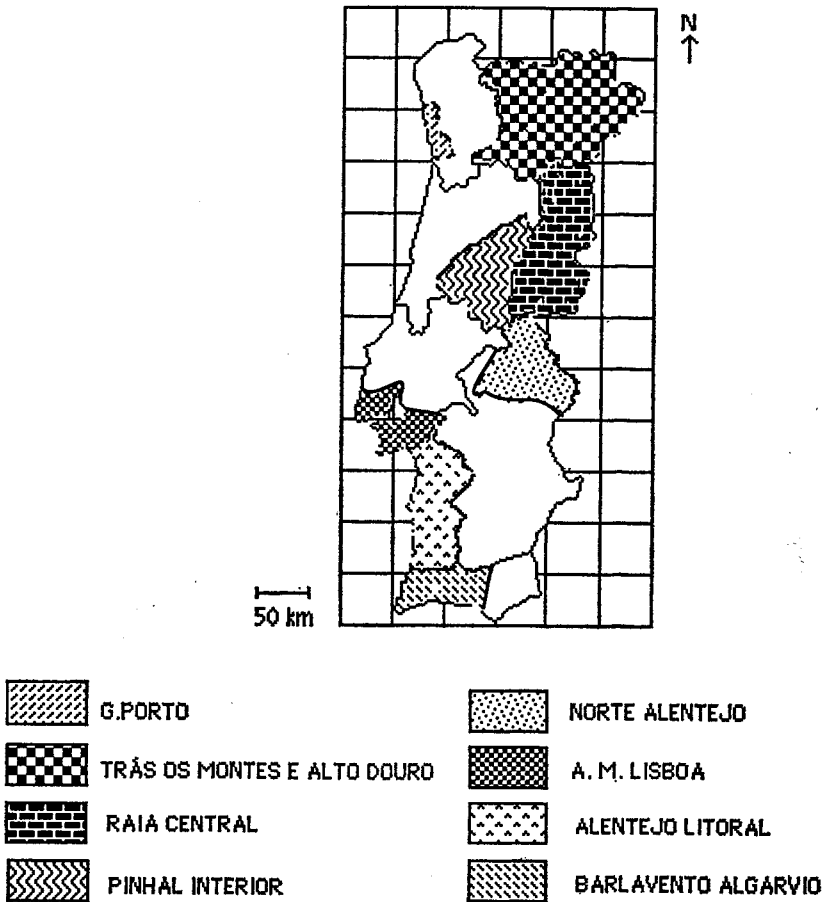 N
50 km
G.PORTO
TRÁS OS MONTES E ALTO DOURO
RAIA CENTRAL
PINHAL INTERIOR
NORTE ALENTEJO
A. M. LISBOA
ALENTEJO LITORAL
BARLAVENTO ALGARVIO